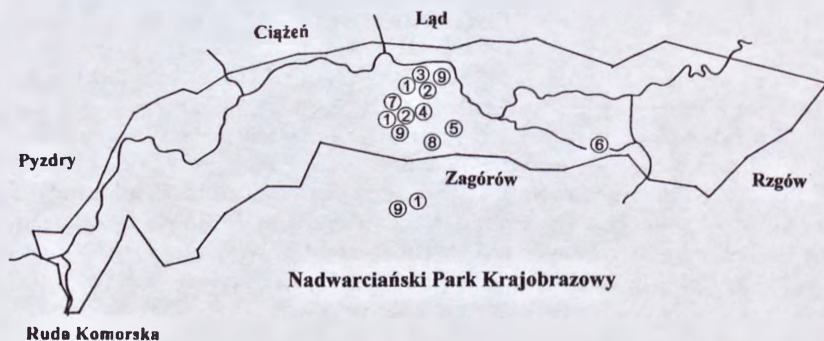 Ląd
Ciążeń
③ ⑨
① ②
⑦
① ② ④
⑨ ⑤
⑧
⑥
Pyzdry
Zagórów
Rzgów
⑨ ①
Nadwarciański Park Krajobrazowy
Ruda Komorska